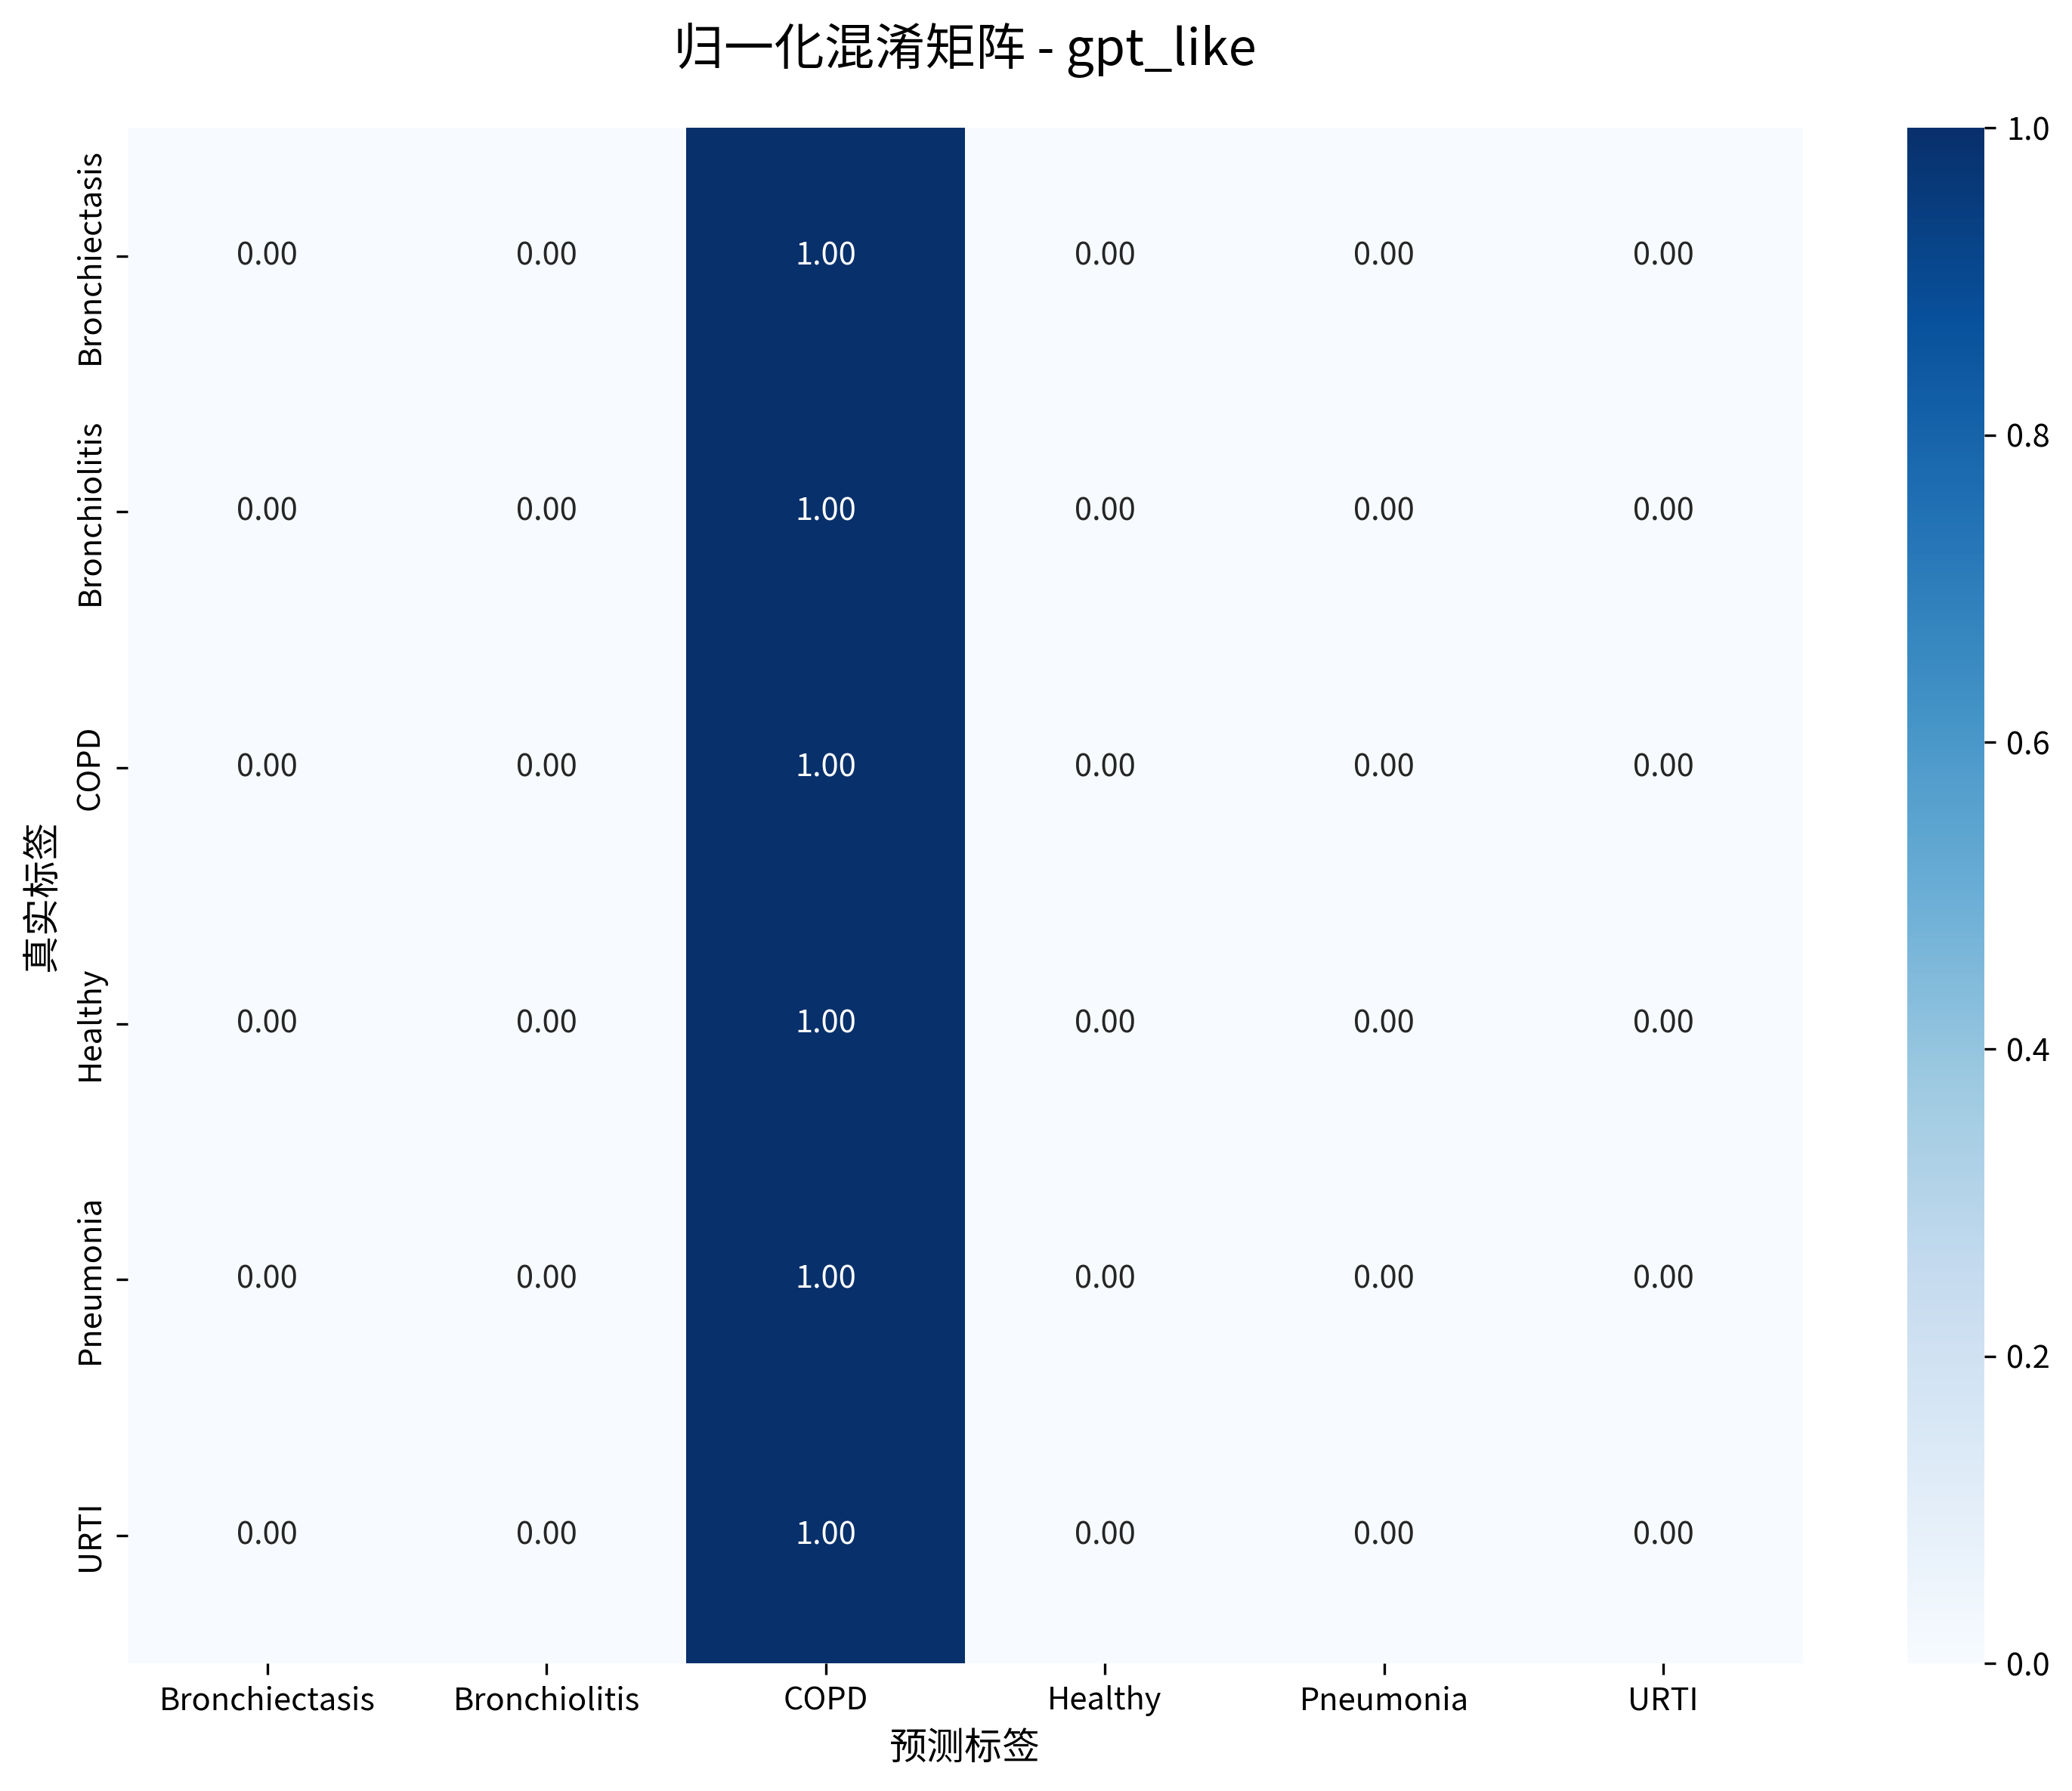 归一化混淆矩阵 - gpt_like
真实标签
Bronchiectasis 0.00 0.00 1.00 0.00 0.00 0.00
Bronchiolitis 0.00 0.00 1.00 0.00 0.00 0.00
COPD 0.00 0.00 1.00 0.00 0.00 0.00
Healthy 0.00 0.00 1.00 0.00 0.00 0.00
Pneumonia 0.00 0.00 1.00 0.00 0.00 0.00
URTI 0.00 0.00 1.00 0.00 0.00 0.00
Bronchiectasis Bronchiolitis COPD Healthy Pneumonia URTI
预测标签
1.0
0.8
0.6
0.4
0.2
0.0